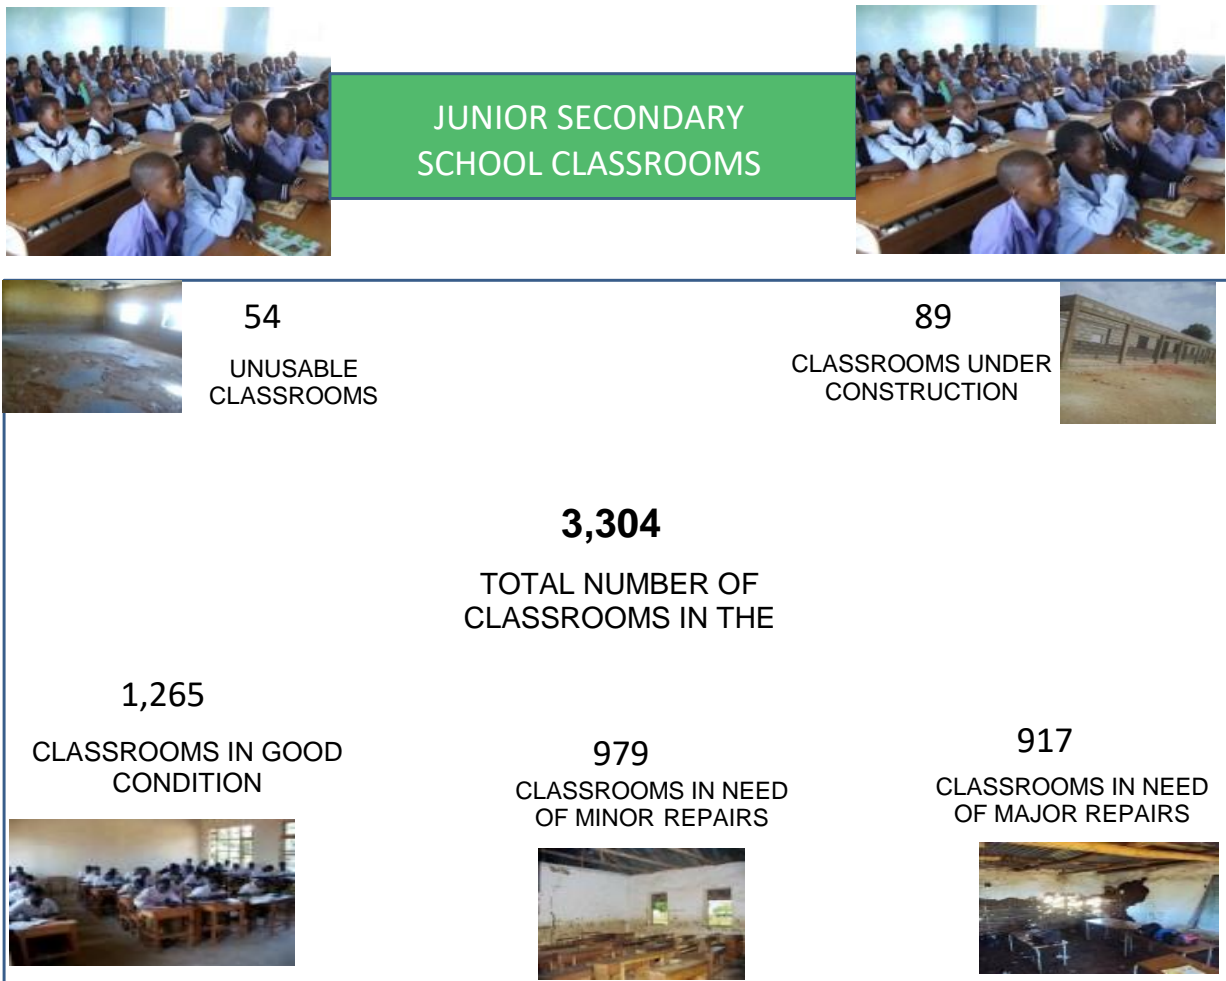 JUNIOR SECONDARY
SCHOOL CLASSROOMS
54
UNUSABLE
CLASSROOMS
89
CLASSROOMS UNDER
CONSTRUCTION
3,304
TOTAL NUMBER OF
CLASSROOMS IN THE
1,265
CLASSROOMS IN GOOD
CONDITION
979
CLASSROOMS IN NEED
OF MINOR REPAIRS
917
CLASSROOMS IN NEED
OF MAJOR REPAIRS